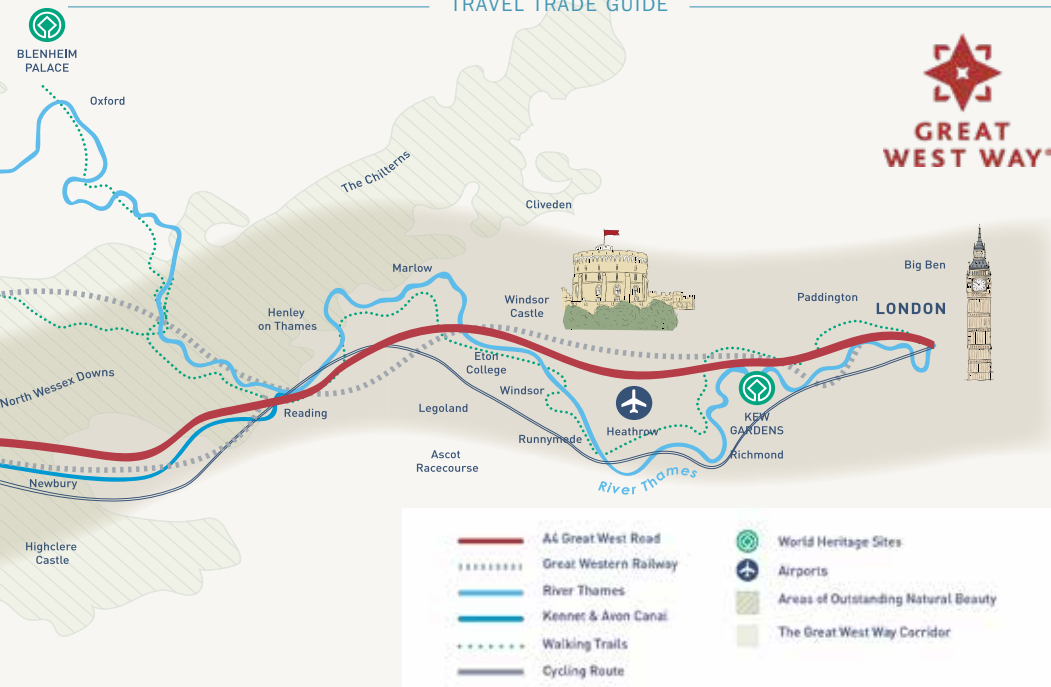 TRAVEL TRADE GUIDE
BLENHEIM
PALACE
Oxford
GREAT
WEST WAY®
The Chilterns
Cliveden
Big Ben
Marlow
Paddington
Windsor
Castle
LONDON
Henley
on Thames
Eton
College
North Wessex Downs
Windsor
Legoland
Reading
KEW
GARDENS
Heathrow
Runnymede
Ascot
Racecourse
Richmond
River Thames
Newbury
Highclere
Castle
A4 Great West Road
Great Western Railway
River Thames
Kennet & Avon Canal
Walking Trails
Cycling Route
World Heritage Sites
Airports
Areas of Outstanding Natural Beauty
The Great West Way Corridor